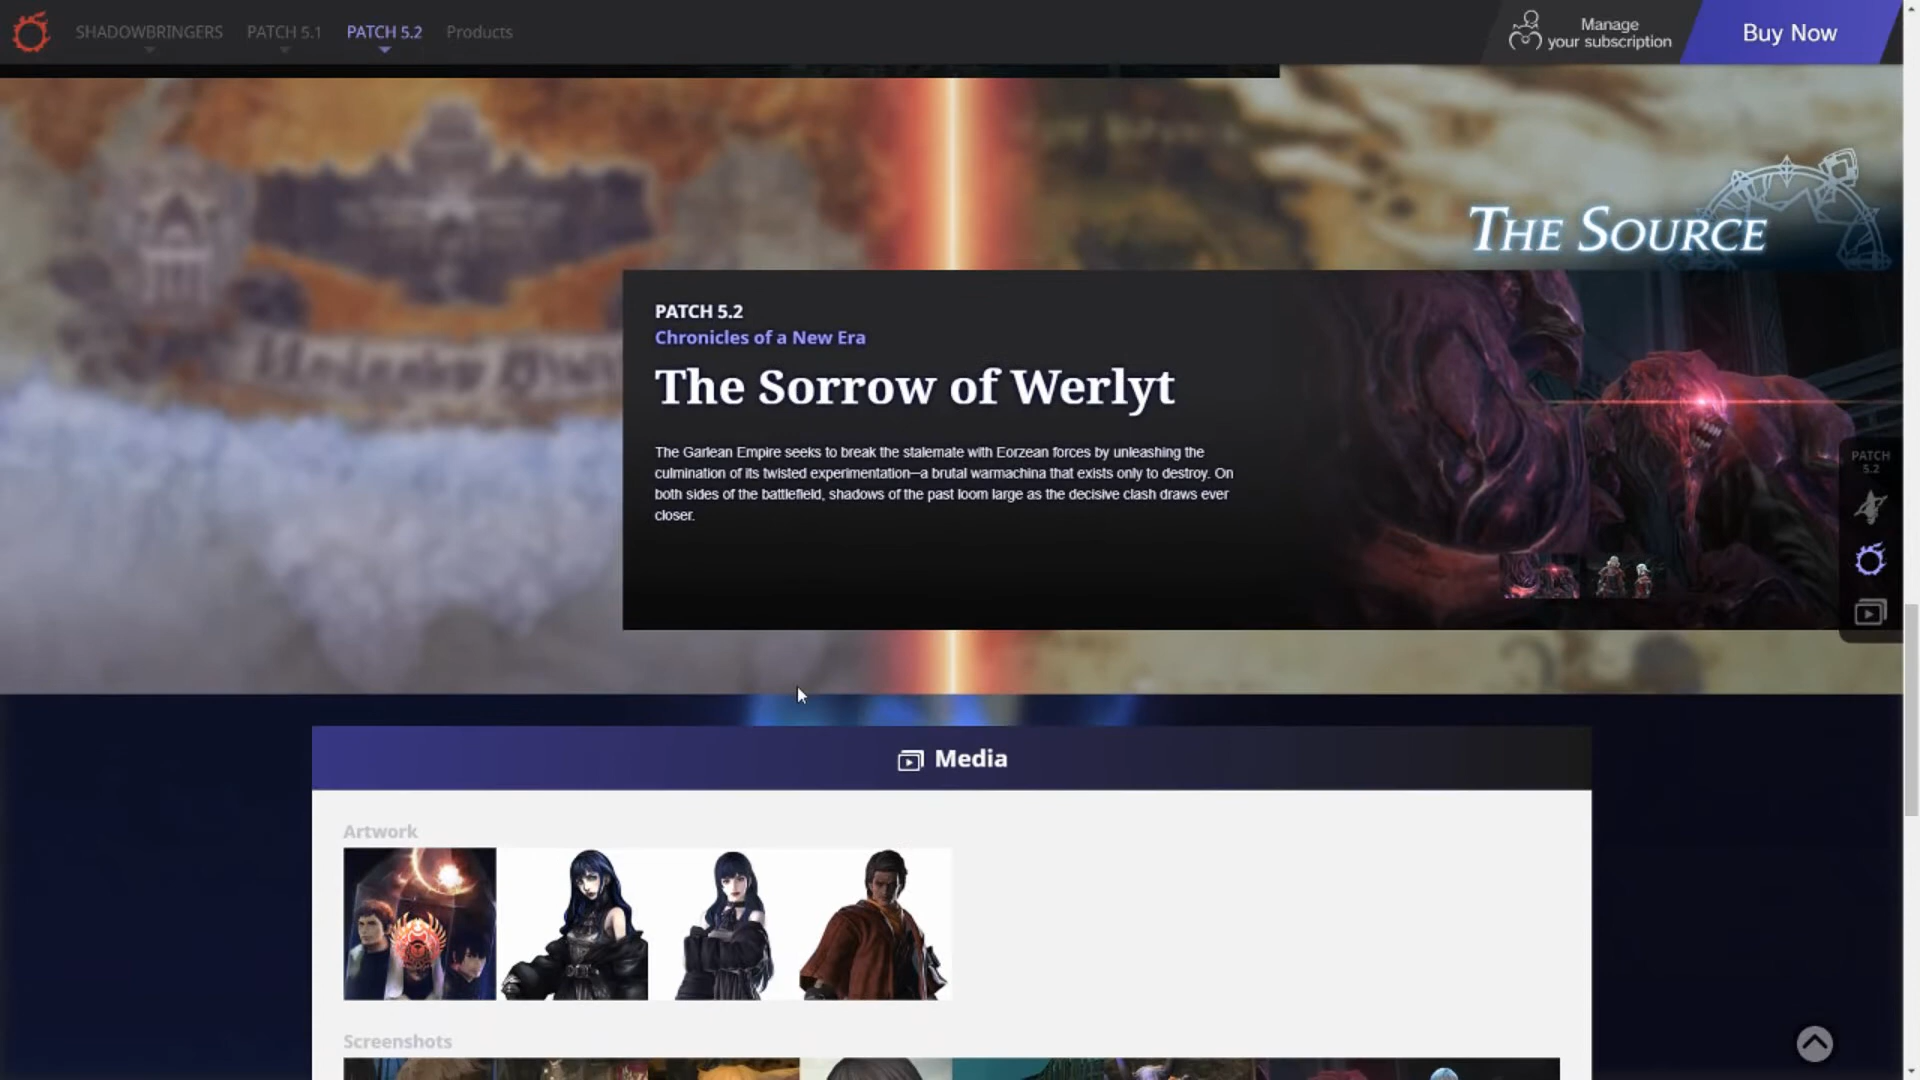 SHADOWBRINGERS PATCH 5.1 PATCH 5.2 Products
Manage
your subscription
Buy Now
THE SOURCE
PATCH 5.2
Chronicles of a New Era
The Sorrow of Werlyt
The Garlean Empire seeks to break the stalemate with Eorzean forces by unleashing the
culmination of its twisted experimentation—a brutal warmachina that exists only to destroy. On
both sides of the battlefield, shadows of the past loom large as the decisive clash draws ever
closer.
PATCH
5.2
Media
Artwork
Screenshots